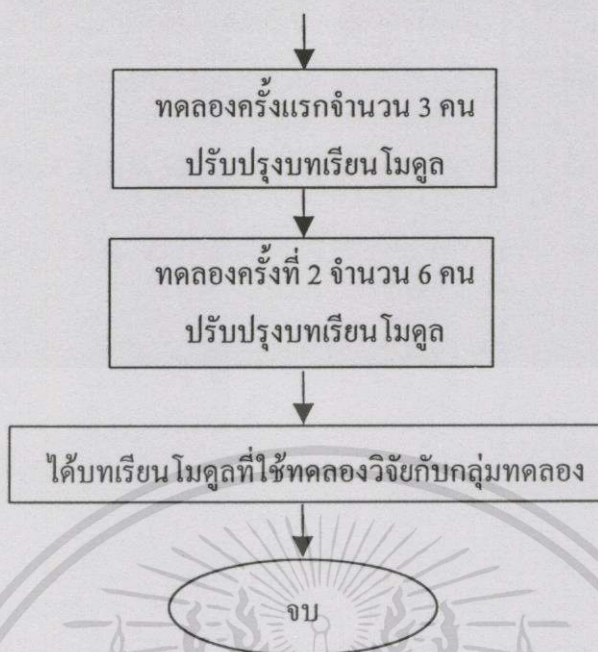 ทดลองครั้งแรกจำนวน 3 คน
ปรับปรุงบทเรียนโมดูล
ทดลองครั้งที่ 2 จำนวน 6 คน
ปรับปรุงบทเรียนโมดูล
ได้บทเรียนโมดูลที่ใช้ทดลองวิจัยกับกลุ่มทดลอง
จบ